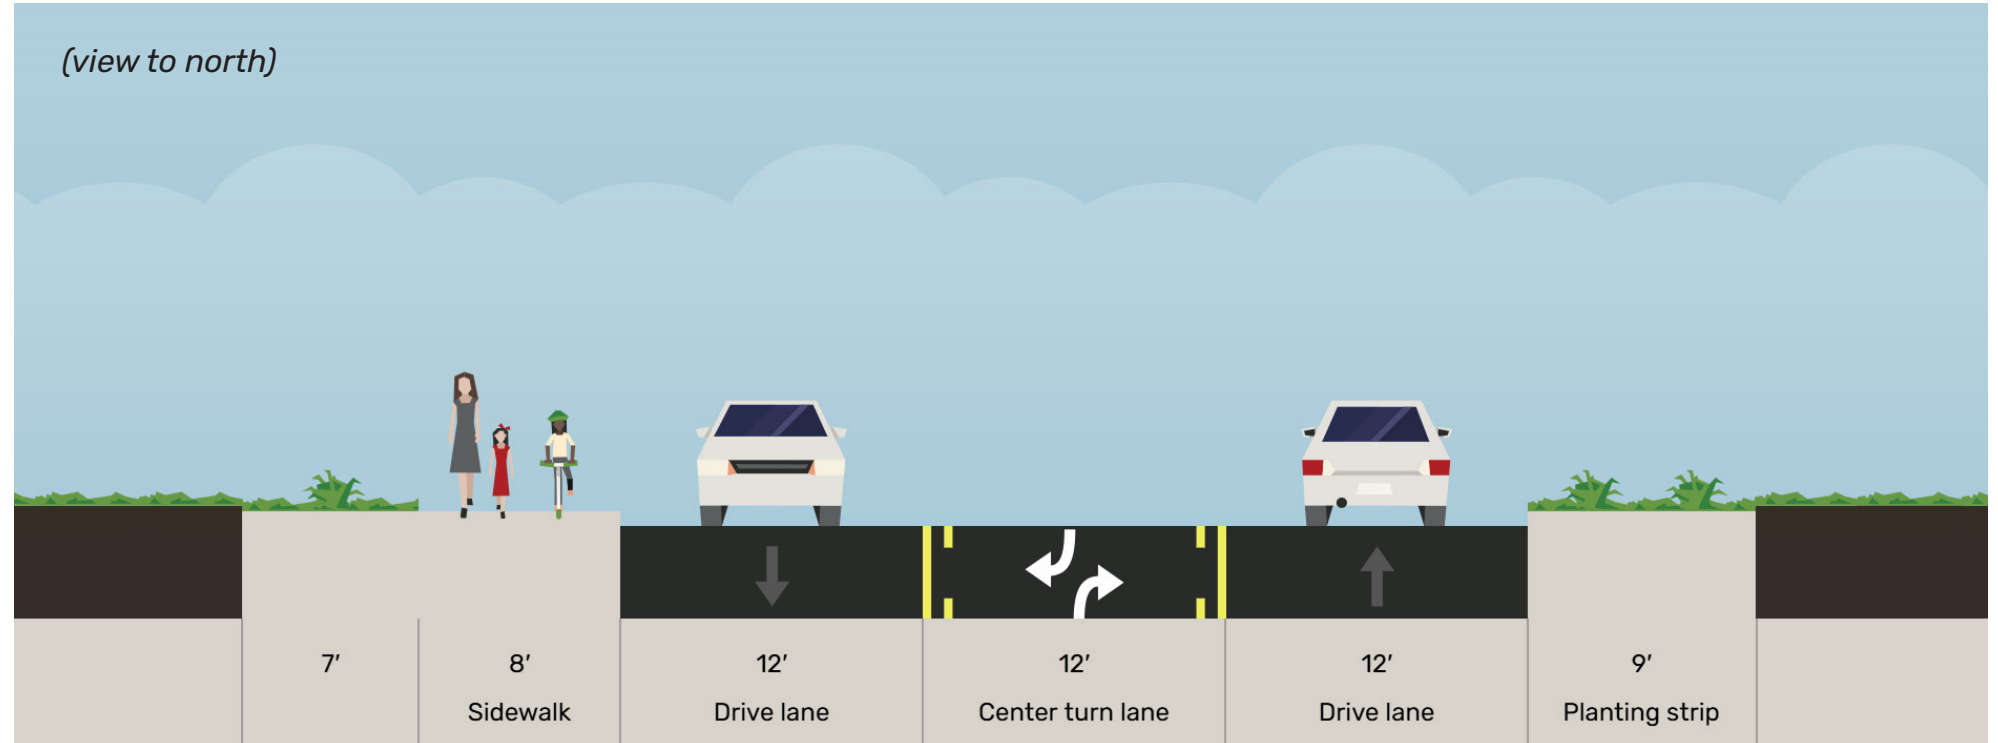 (view to north)
7’
8’
Sidewalk
12’
Drive lane
12’
Center turn lane
12’
Drive lane
9’
Planting strip